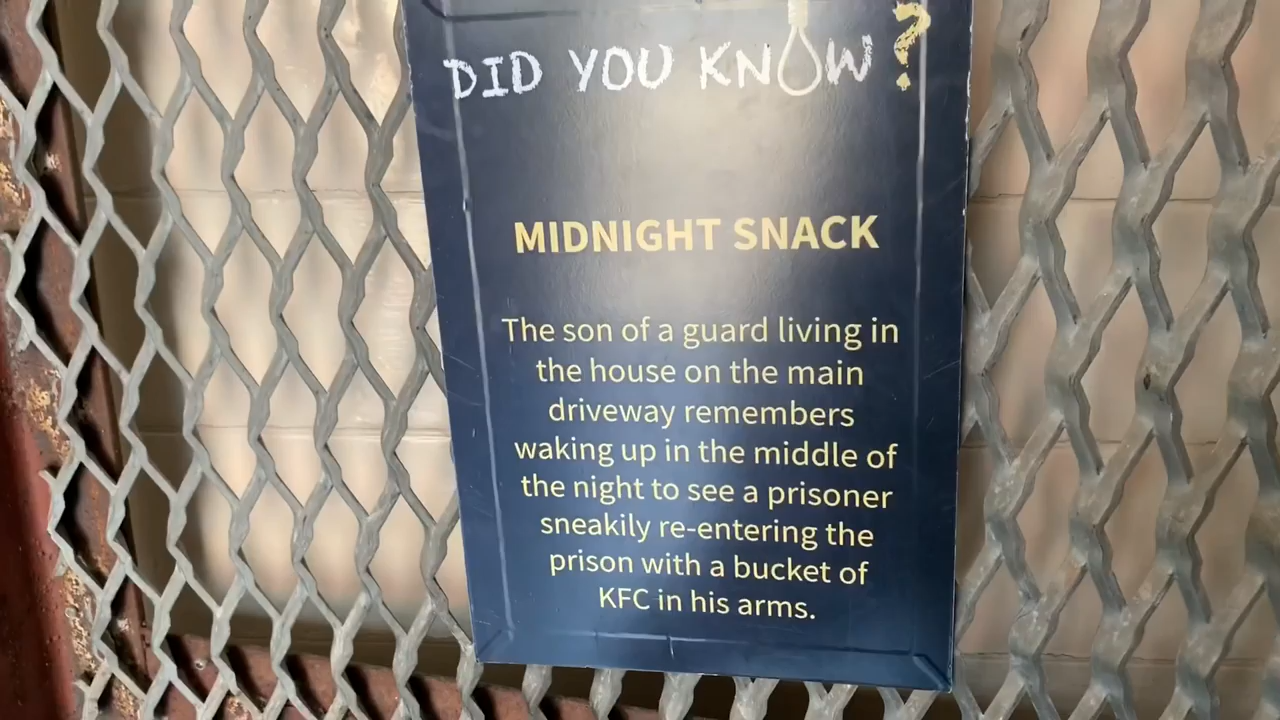 DID YOU KNOW?
MIDNIGHT SNACK
The son of a guard living in
the house on the main
driveway remembers
waking up in the middle of
the night to see a prisoner
sneakily re-entering the
prison with a bucket of
KFC in his arms.